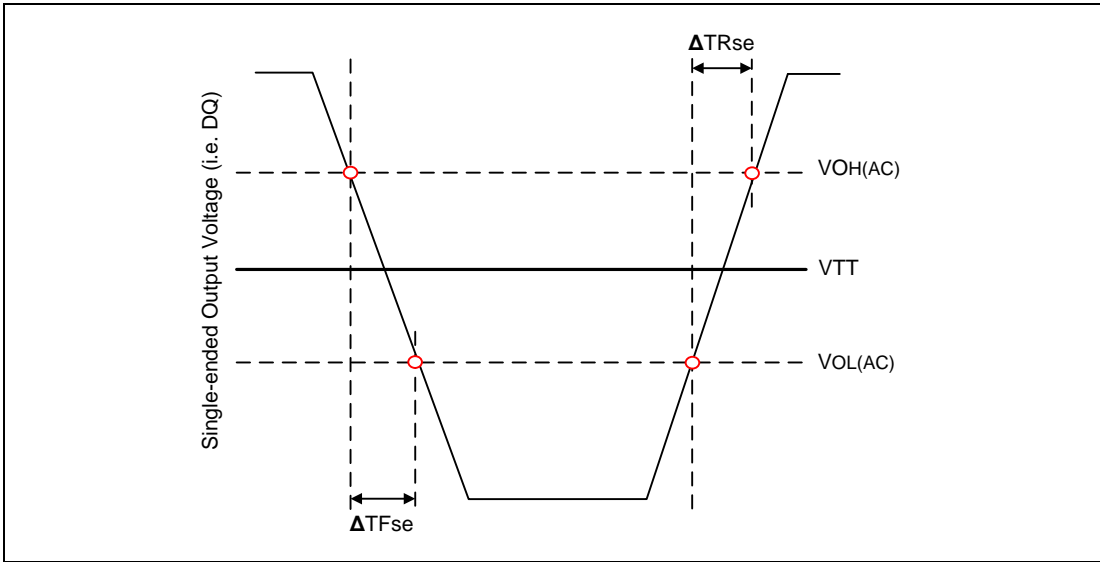 ΔTRse
Single-ended Output Voltage (i.e. DQ)
VOH(AC)
VTT
VOL(AC)
ΔTFse